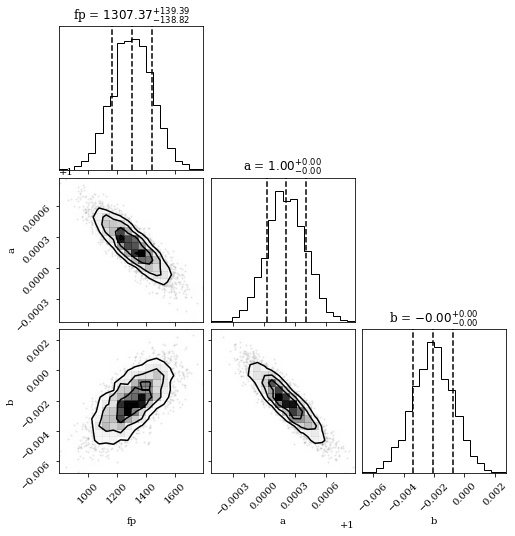 fp = 1307.37+139.39−138.82
+1
a = 1.00+0.00−0.00
a
0.0006
0.0003
0.0000
−0.0003
b = −0.00+0.00−0.00
b
0.002
0.000
−0.002
−0.004
−0.006
1000 1200 1400 1600
fp
−0.0003 0.0000 0.0003 0.0006
a
+1
−0.006 −0.004 −0.002 0.000 0.002
b